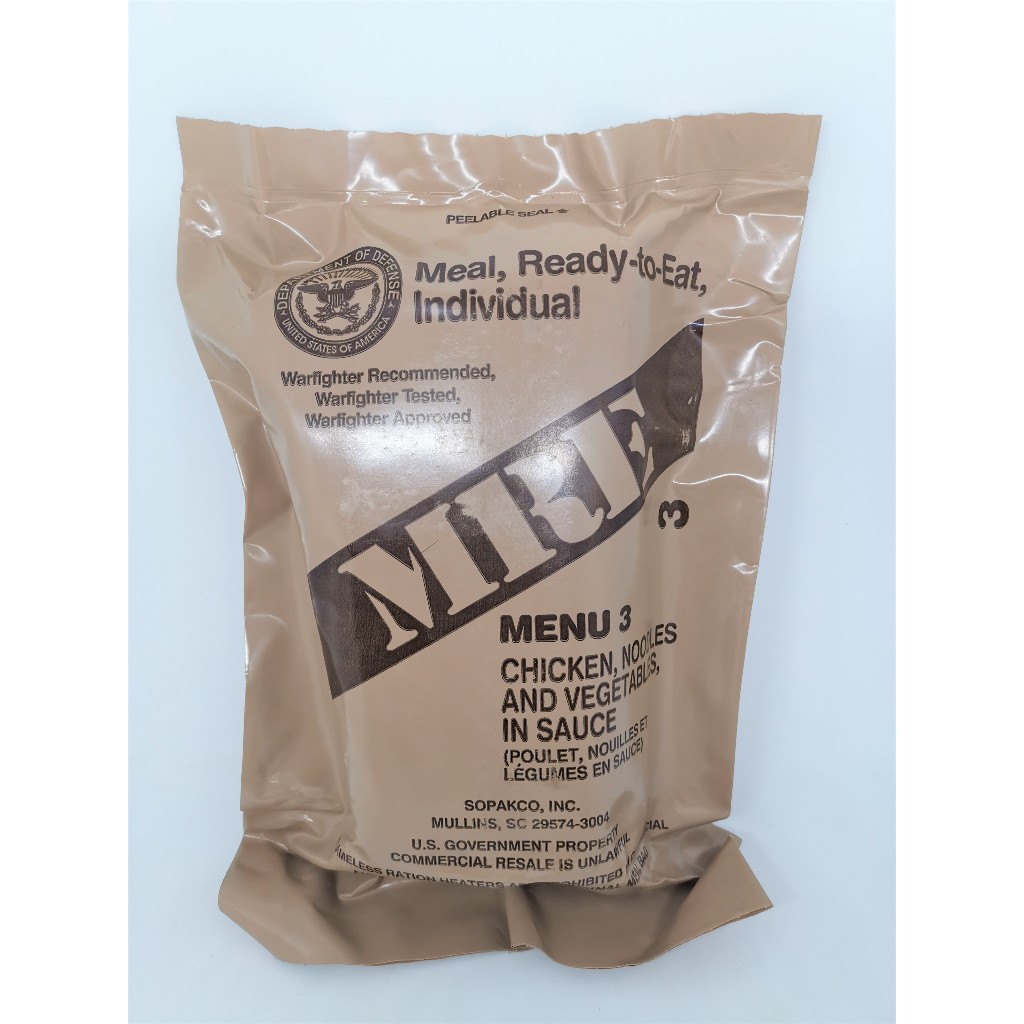 PEELABLE SEAL
DEPARTMENT OF DEFENSE
UNITED STATES OF AMERICA
Meal, Ready-to-Eat,
Individual
Warfighter Recommended,
Warfighter Tested,
Warfighter Approved
MRE
3
MENU 3
CHICKEN, NOODLES
AND VEGETABLES,
IN SAUCE
(POULET, NOUILLES ET
LÉGUMES EN SAUCE)
SOPAKCO, INC.
MULLINS, SC 29574-3004
U.S. GOVERNMENT PROPERTY
COMMERCIAL RESALE IS UNLAWFUL
RATION HEATERS